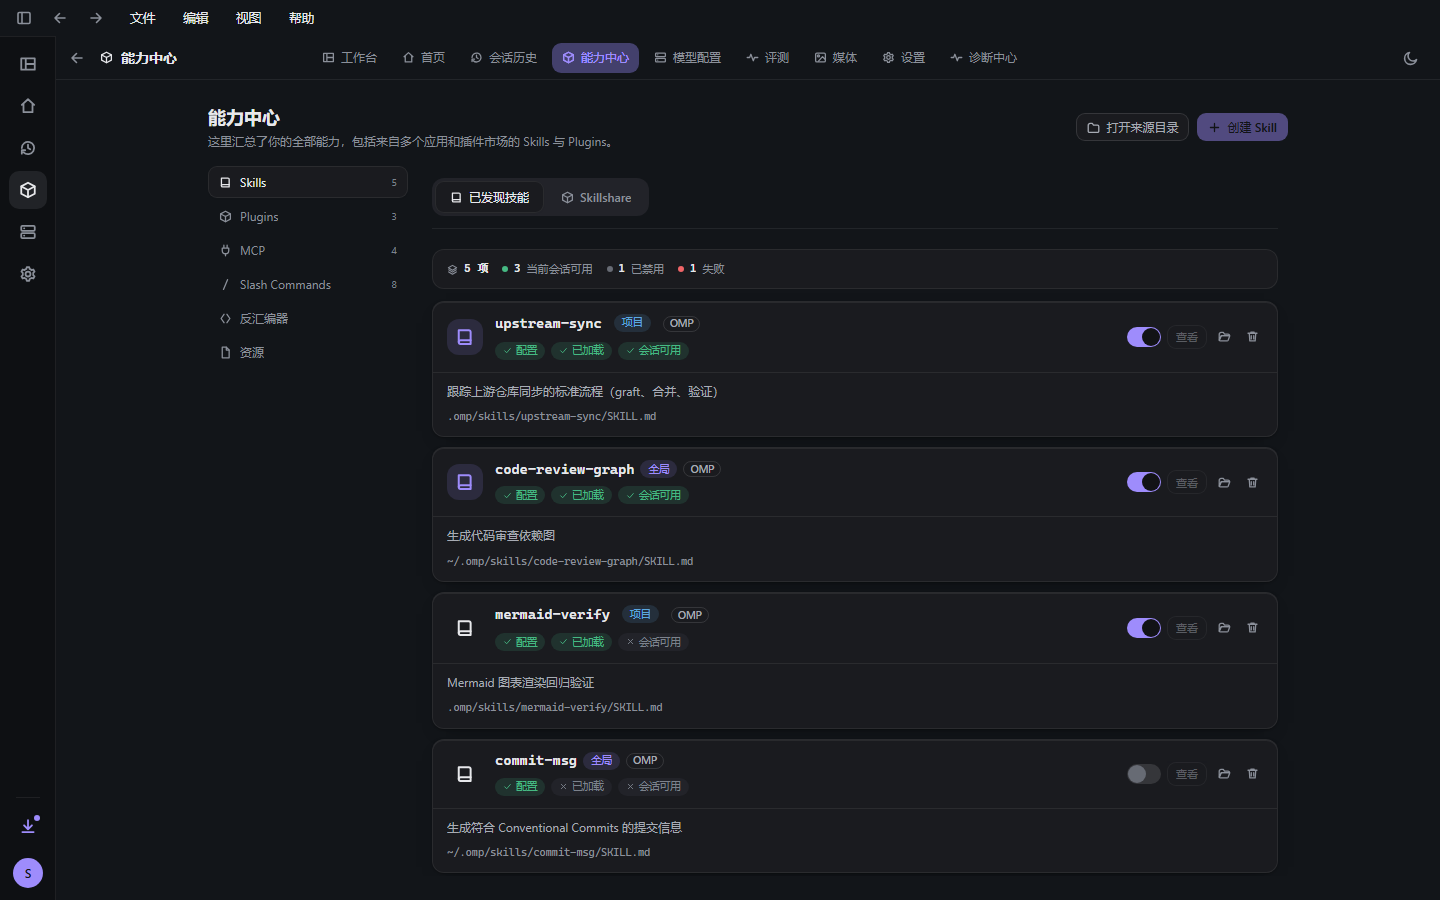 文件 编辑 视图 帮助
能力中心 工作台 首页 会话历史 能力中心 模型配置 评测 媒体 设置 诊断中心
能力中心
这里汇总了你的全部能力，包括来自多个应用和插件市场的 Skills 与 Plugins。
打开来源目录 创建 Skill
Skills 5
Plugins 3
MCP 4
Slash Commands 8
反汇编器
资源
已发现技能 Skillshare
5 项 3 当前会话可用 1 已禁用 1 失败
upstream-sync 项目 OMP
配置 已加载 会话可用
查看
跟踪上游仓库同步的标准流程（graft、合并、验证）
.omp/skills/upstream-sync/SKILL.md
code-review-graph 全局 OMP
配置 已加载 会话可用
查看
生成代码审查依赖图
~/.omp/skills/code-review-graph/SKILL.md
mermaid-verify 项目 OMP
配置 已加载 会话可用
查看
Mermaid 图表渲染回归验证
.omp/skills/mermaid-verify/SKILL.md
commit-msg 全局 OMP
配置 已加载 会话可用
查看
生成符合 Conventional Commits 的提交信息
~/.omp/skills/commit-msg/SKILL.md
S